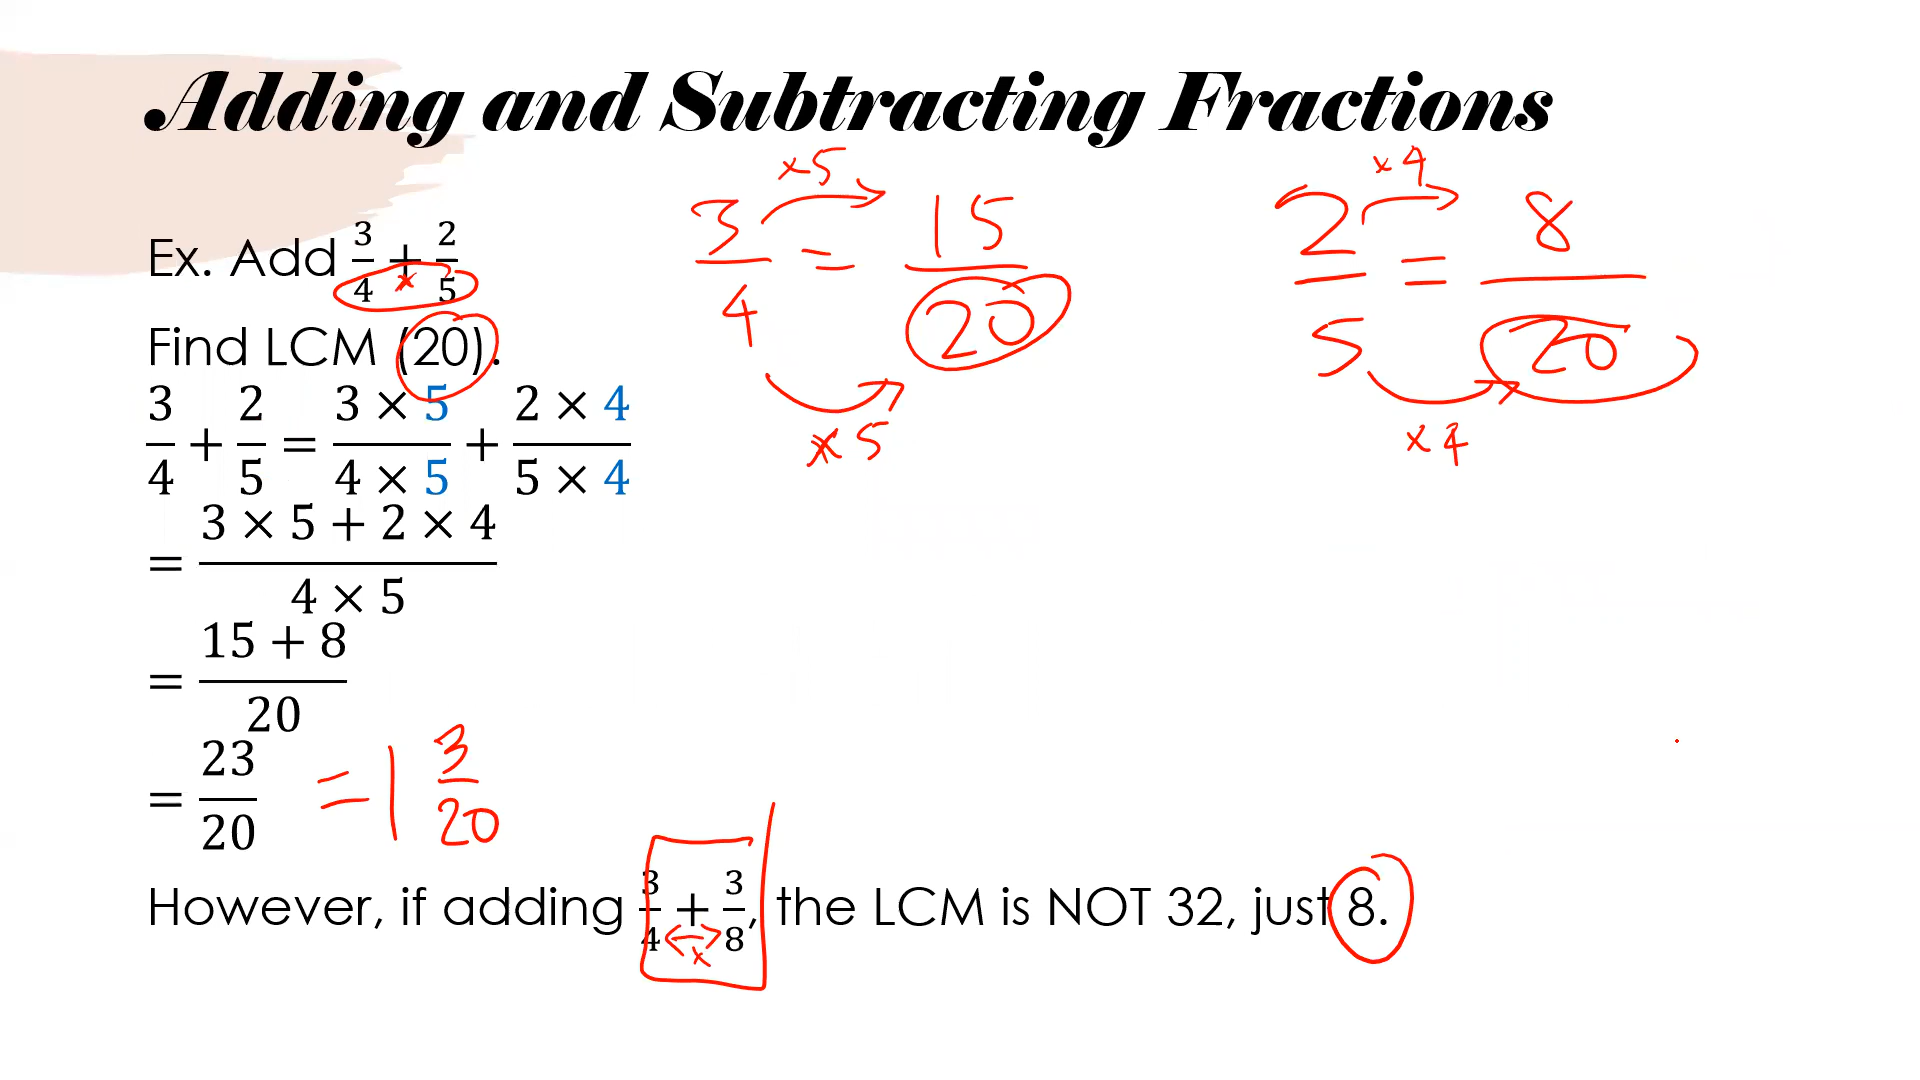 Adding and Subtracting Fractions
×5
3/4 = 15/20
×5
×4
2/5 = 8/20
×4
Ex. Add 3/4 + 2/5
×
Find LCM (20).
3/4 + 2/5 = (3 × 5)/(4 × 5) + (2 × 4)/(5 × 4)
= (3 × 5 + 2 × 4)/(4 × 5)
= (15 + 8)/20
= 23/20 = 1 3/20
However, if adding 3/4 + 3/8, the LCM is NOT 32, just 8.
×